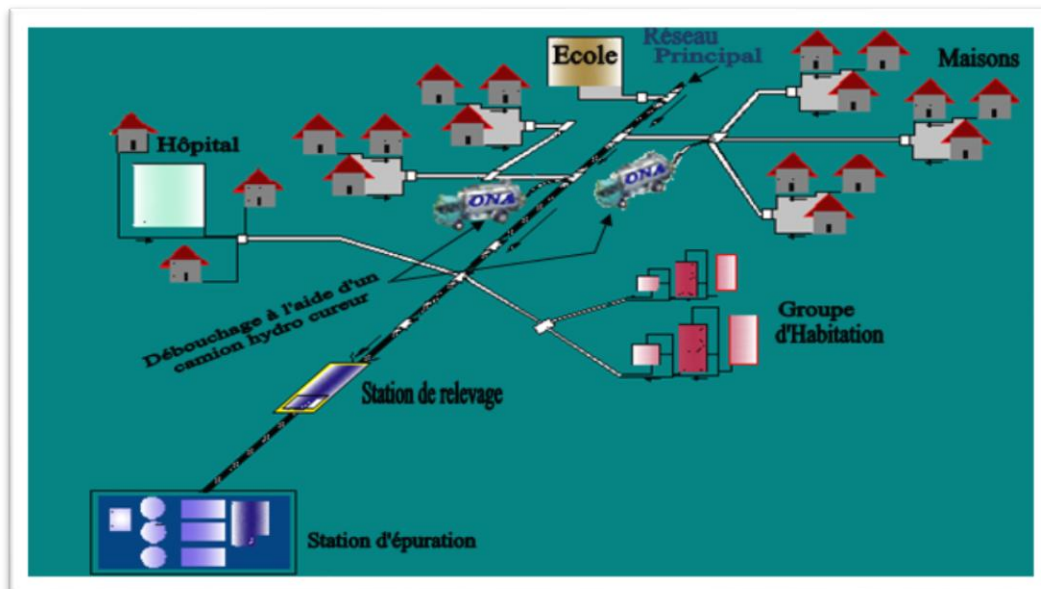 Ecole
Réseau
Principal
Maisons
Hôpital
ONA
ONA
Débouchage à l'aide d'un
camion hydro cureur
Groupe
d'Habitation
Station de relevage
Station d'épuration